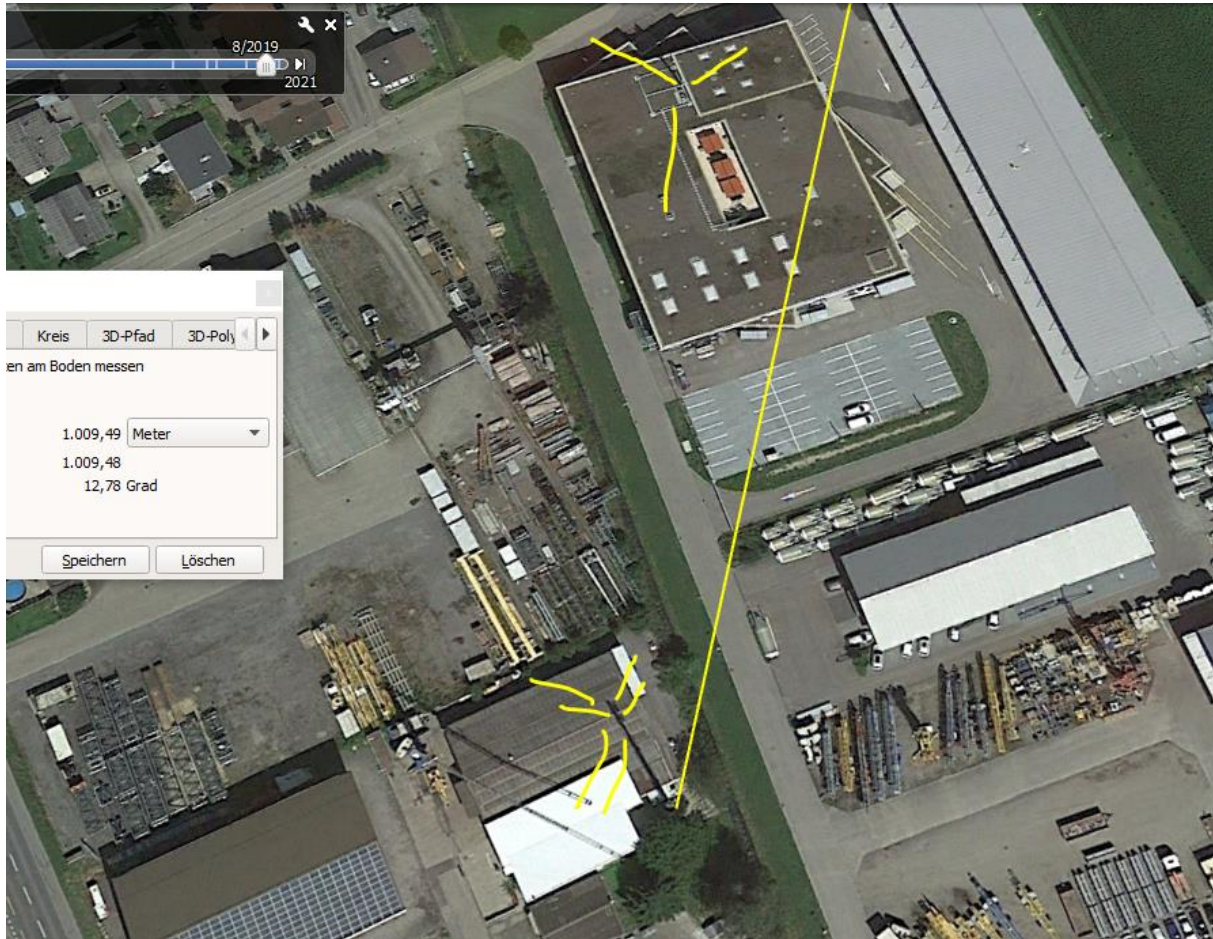 8/2019
2021
Kreis 3D-Pfad 3D-Poly
en am Boden messen
1.009,49 Meter
1.009,48
12,78 Grad
Speichern Löschen